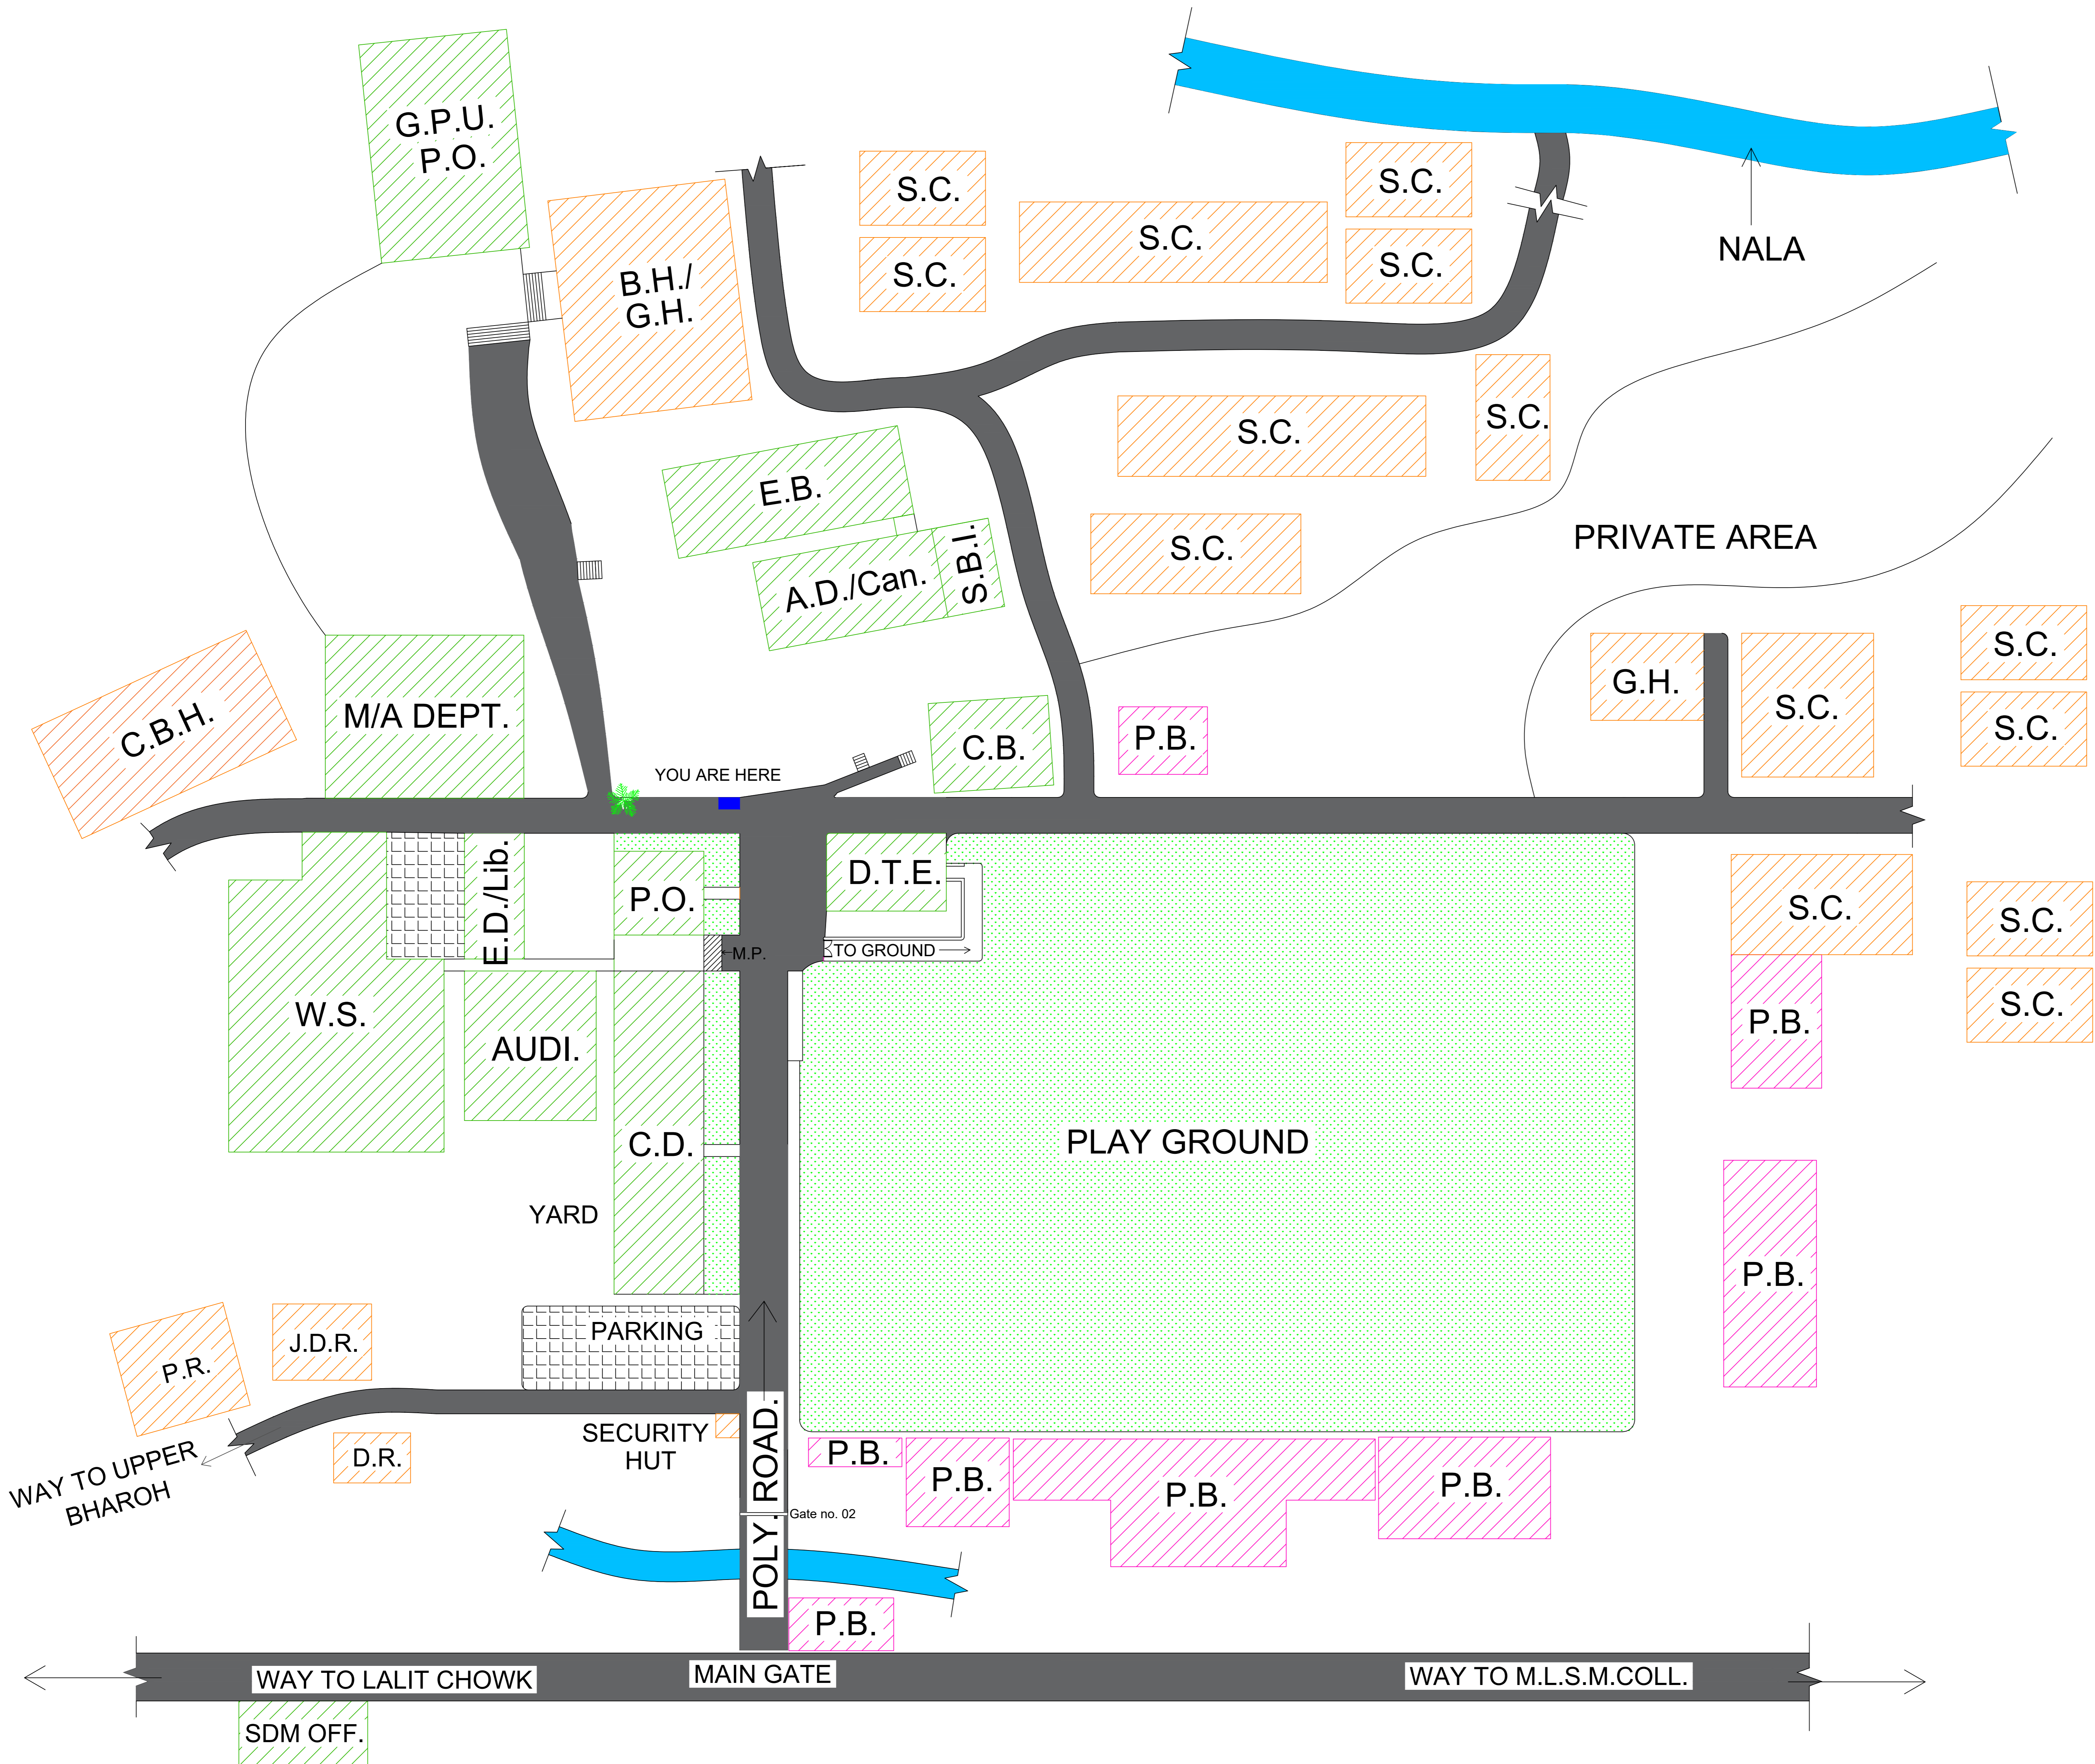 G.P.U.
P.O.
B.H./
G.H.
S.C.
S.C.
S.C.
S.C.
S.C.
NALA
S.C.
S.C.
E.B.
A.D./Can.
S.B.I.
S.C.
PRIVATE AREA
C.B.H.
M/A DEPT.
YOU ARE HERE
C.B.
P.B.
G.H.
S.C.
S.C.
S.C.
E.D./Lib.
P.O.
D.T.E.
M.P.
TO GROUND
S.C.
S.C.
S.C.
P.B.
W.S.
AUDI.
C.D.
PLAY GROUND
YARD
P.B.
PARKING
J.D.R.
P.R.
D.R.
SECURITY
HUT
WAY TO UPPER
BHAROH
POLY. ROAD.
Gate no. 02
P.B.
P.B.
P.B.
P.B.
P.B.
WAY TO LALIT CHOWK
MAIN GATE
WAY TO M.L.S.M.COLL.
SDM OFF.